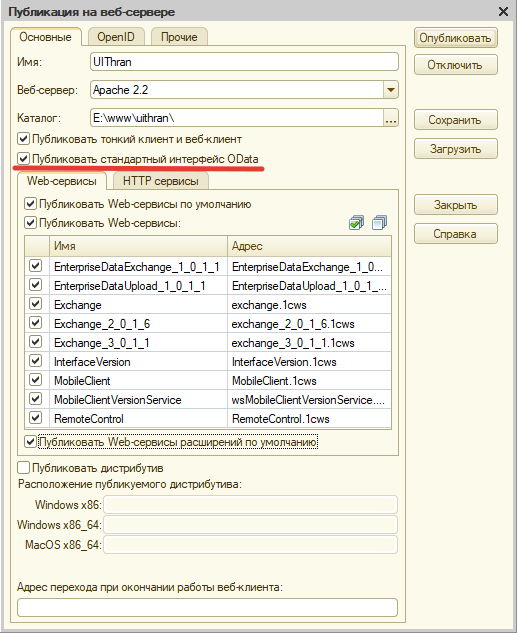 Публикация на веб-сервере
Основные OpenID Прочие
Опубликовать
Имя: UIThran
Отключить
Веб-сервер: Apache 2.2
Каталог: E:\www\uithran\ ...
Сохранить
Публиковать тонкий клиент и веб-клиент
Загрузить
Публиковать стандартный интерфейс OData
Web-сервисы HTTP сервисы
Публиковать Web-сервисы по умолчанию
Закрыть
Публиковать Web-сервисы:
Справка
Имя Адрес
EnterpriseDataExchange_1_0_1_1 EnterpriseDataExchange_1_0...
EnterpriseDataUpload_1_0_1_1 EnterpriseDataUpload_1_0_1_...
Exchange exchange.1cws
Exchange_2_0_1_6 exchange_2_0_1_6.1cws
Exchange_3_0_1_1 exchange_3_0_1_1.1cws
InterfaceVersion InterfaceVersion.1cws
MobileClient MobileClient.1cws
MobileClientVersionService wsMobileClientVersionService....
RemoteControl RemoteControl.1cws
Публиковать Web-сервисы расширений по умолчанию
Публиковать дистрибутив
Расположение публикуемого дистрибутива:
Windows x86:
Windows x86_64:
MacOS x86_64:
Адрес перехода при окончании работы веб-клиента: